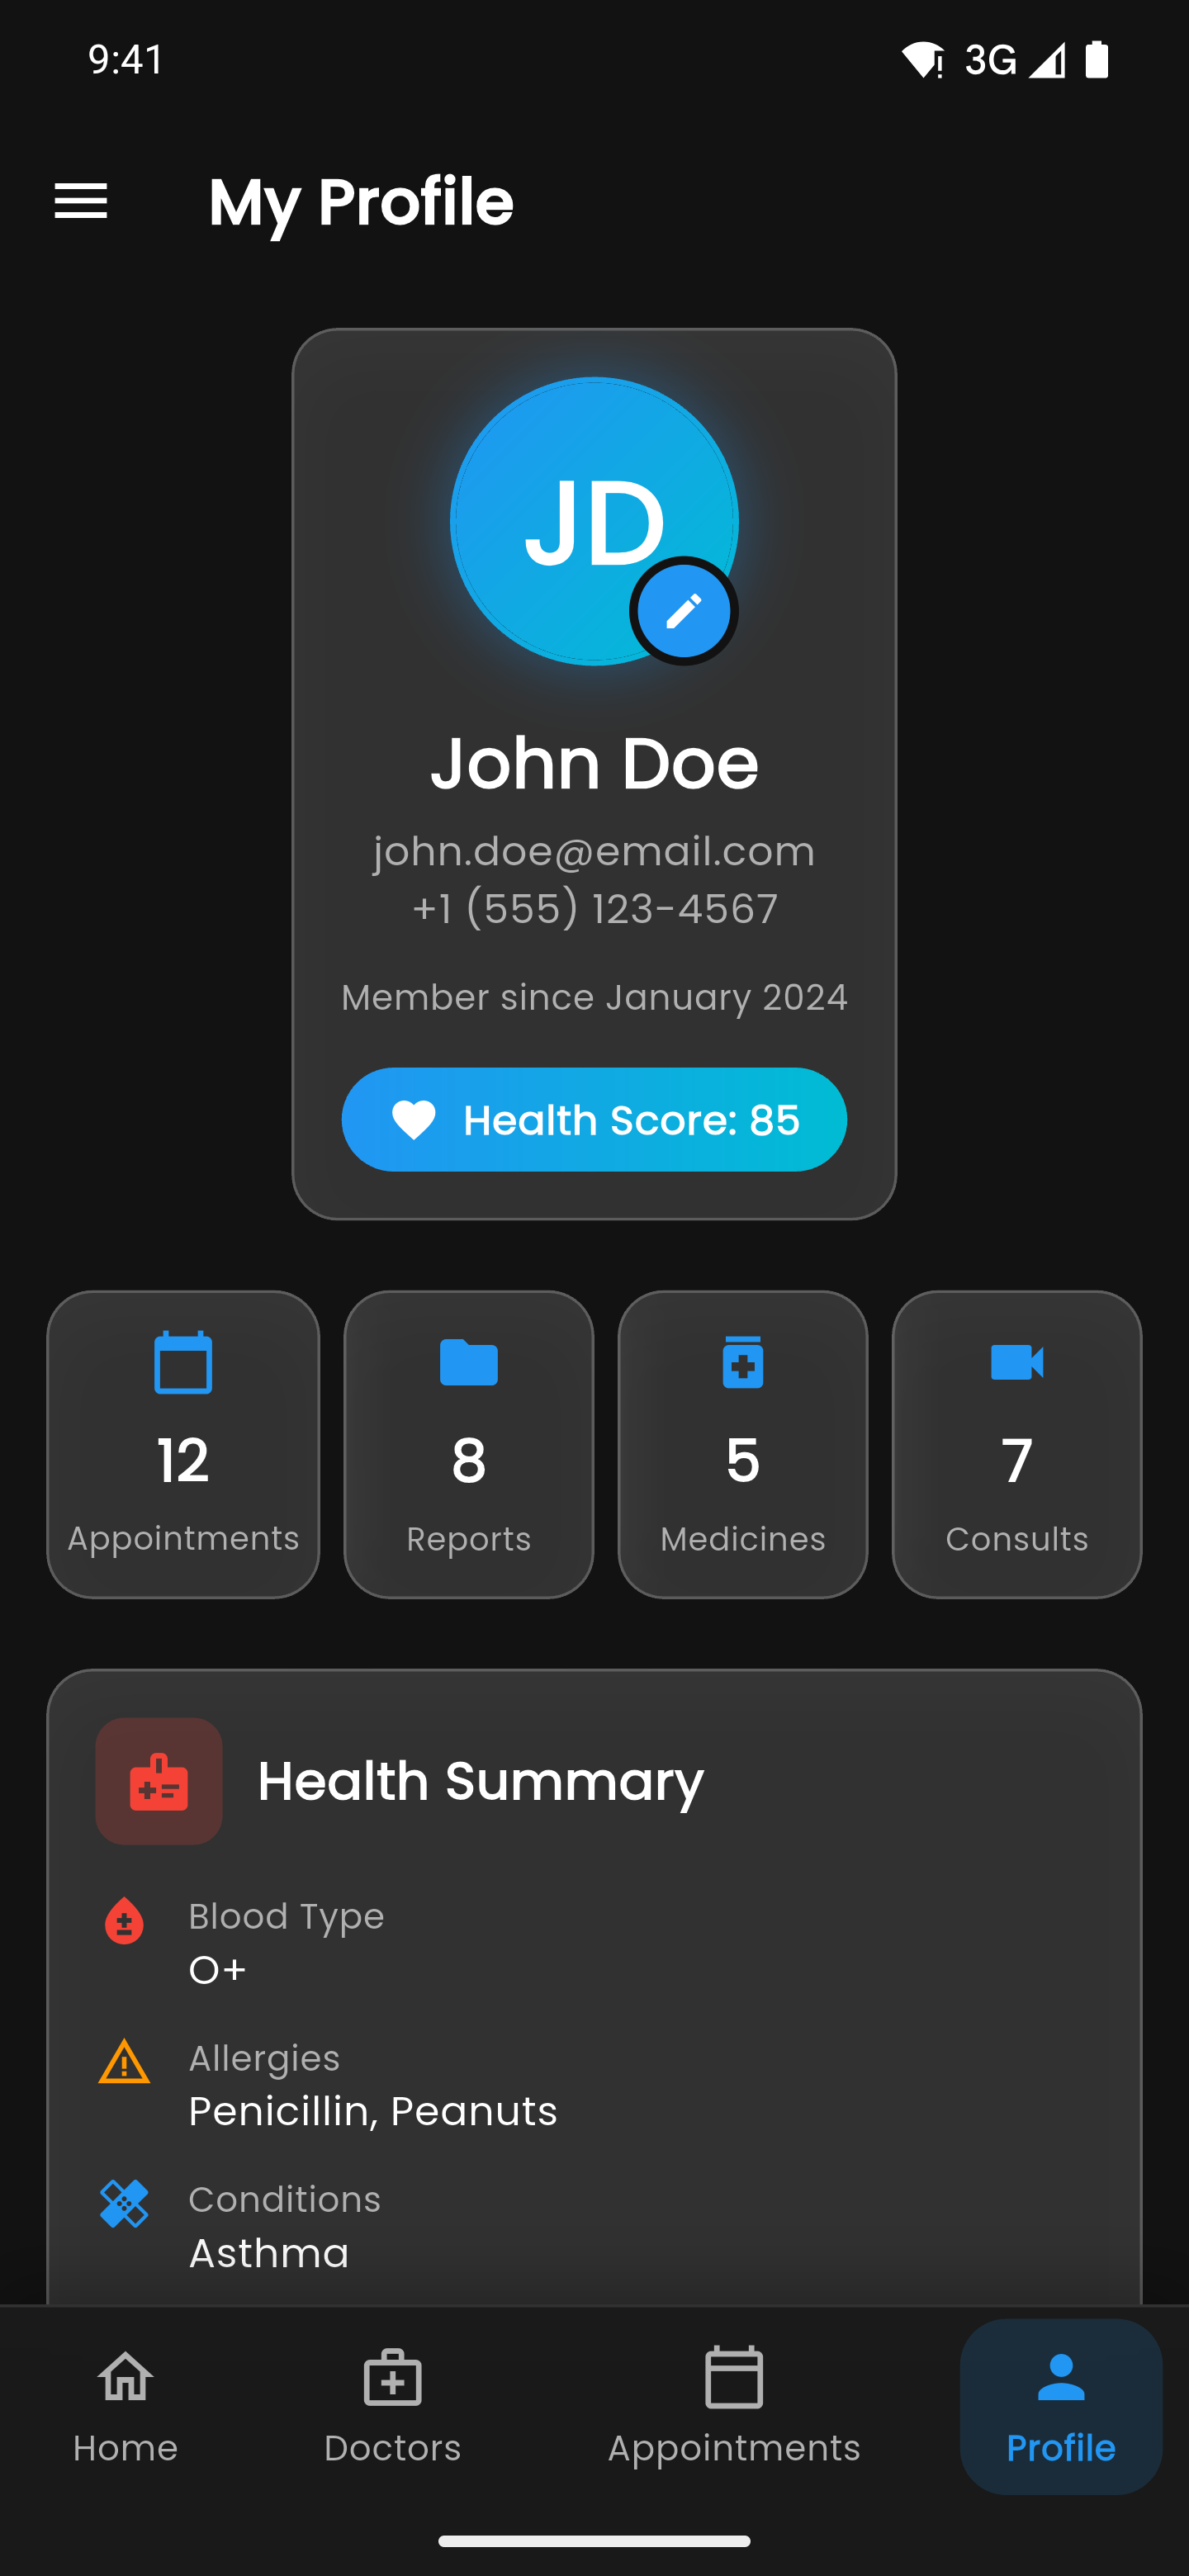 9:41
3G
My Profile
JD
John Doe
john.doe@email.com
+1 (555) 123-4567
Member since January 2024
Health Score: 85
12
Appointments
8
Reports
5
Medicines
7
Consults
Health Summary
Blood Type
O+
Allergies
Penicillin, Peanuts
Conditions
Asthma
Home
Doctors
Appointments
Profile